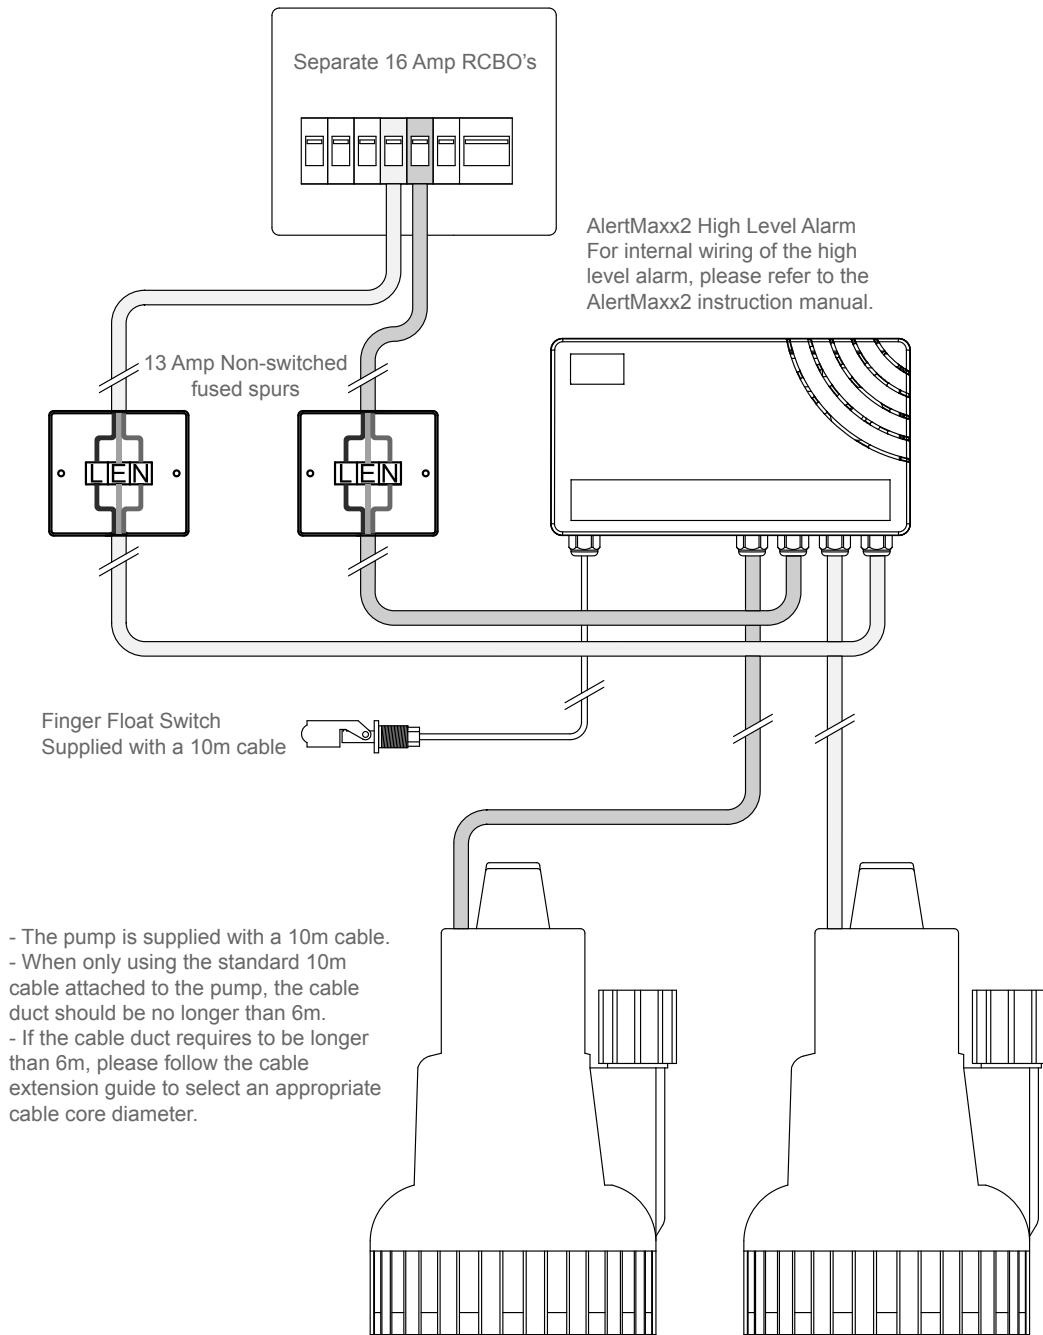 Separate 16 Amp RCBO’s
AlertMaxx2 High Level Alarm
For internal wiring of the high
level alarm, please refer to the
AlertMaxx2 instruction manual.
13 Amp Non-switched
fused spurs
LEN
LEN
Finger Float Switch
Supplied with a 10m cable
- The pump is supplied with a 10m cable.
- When only using the standard 10m
cable attached to the pump, the cable
duct should be no longer than 6m.
- If the cable duct requires to be longer
than 6m, please follow the cable
extension guide to select an appropriate
cable core diameter.